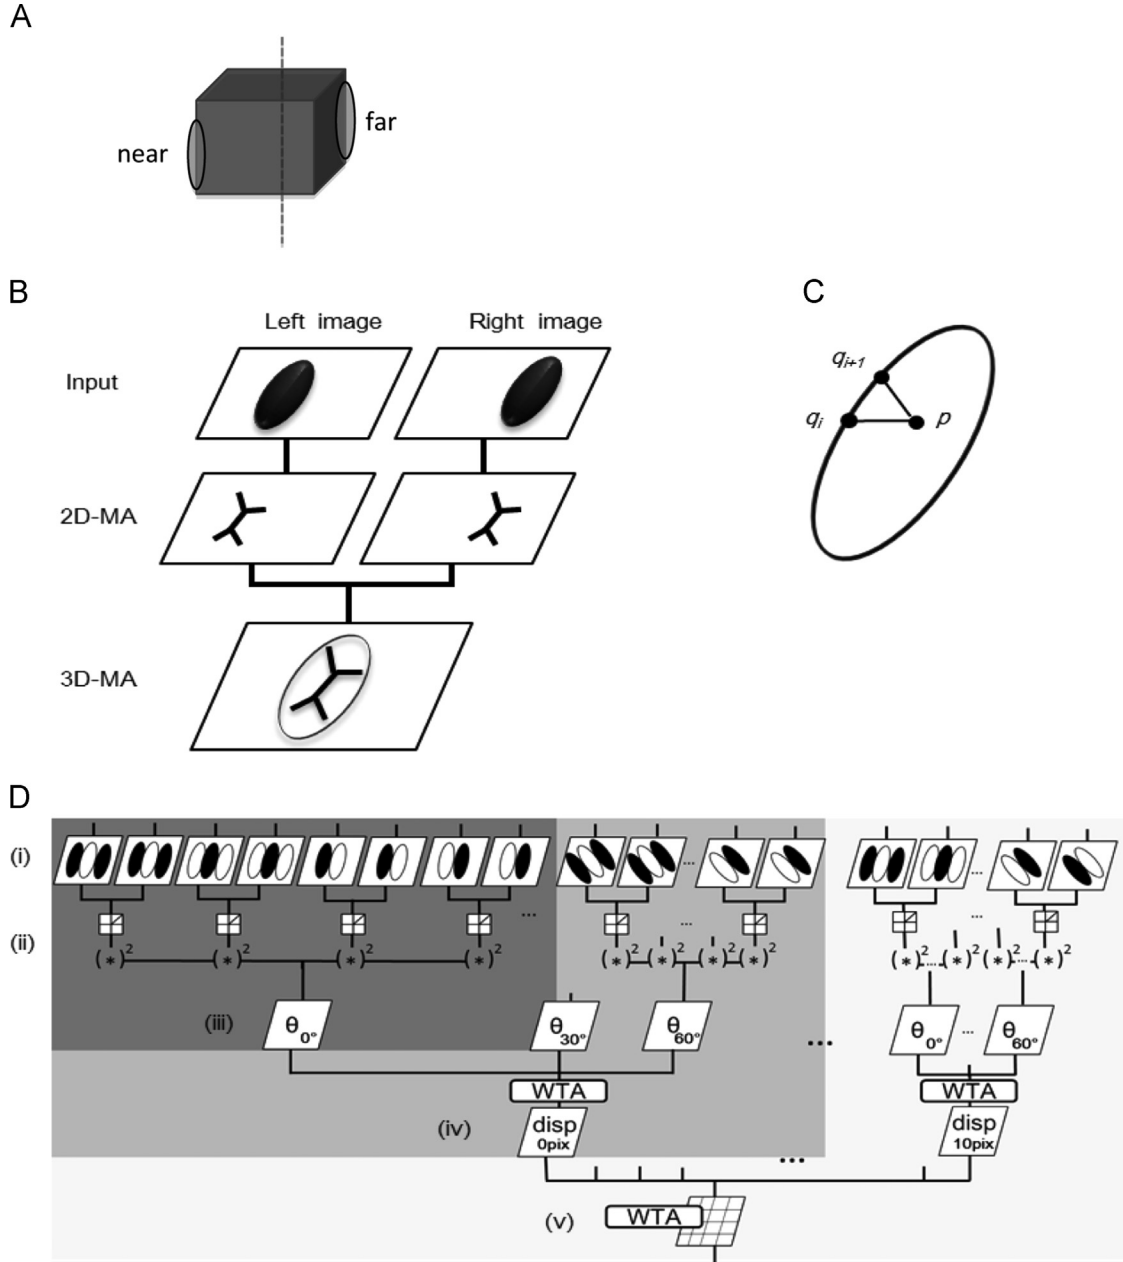 A
near
far
B
C
Left image
Right image
Input
2D-MA
3D-MA
qi+1
qi
p
D
(i)
...
...
...
(ii)
...
...
...
(*)² (*)² (*)² (*)² (*)² (*)² (*)² (*)² (*)²...(*)² (*)²...(*)²
(iii)
θ0°
θ30°
θ60°
...
θ0°
...
θ60°
WTA
WTA
(iv)
disp
0pix
disp
10pix
...
(v)
WTA